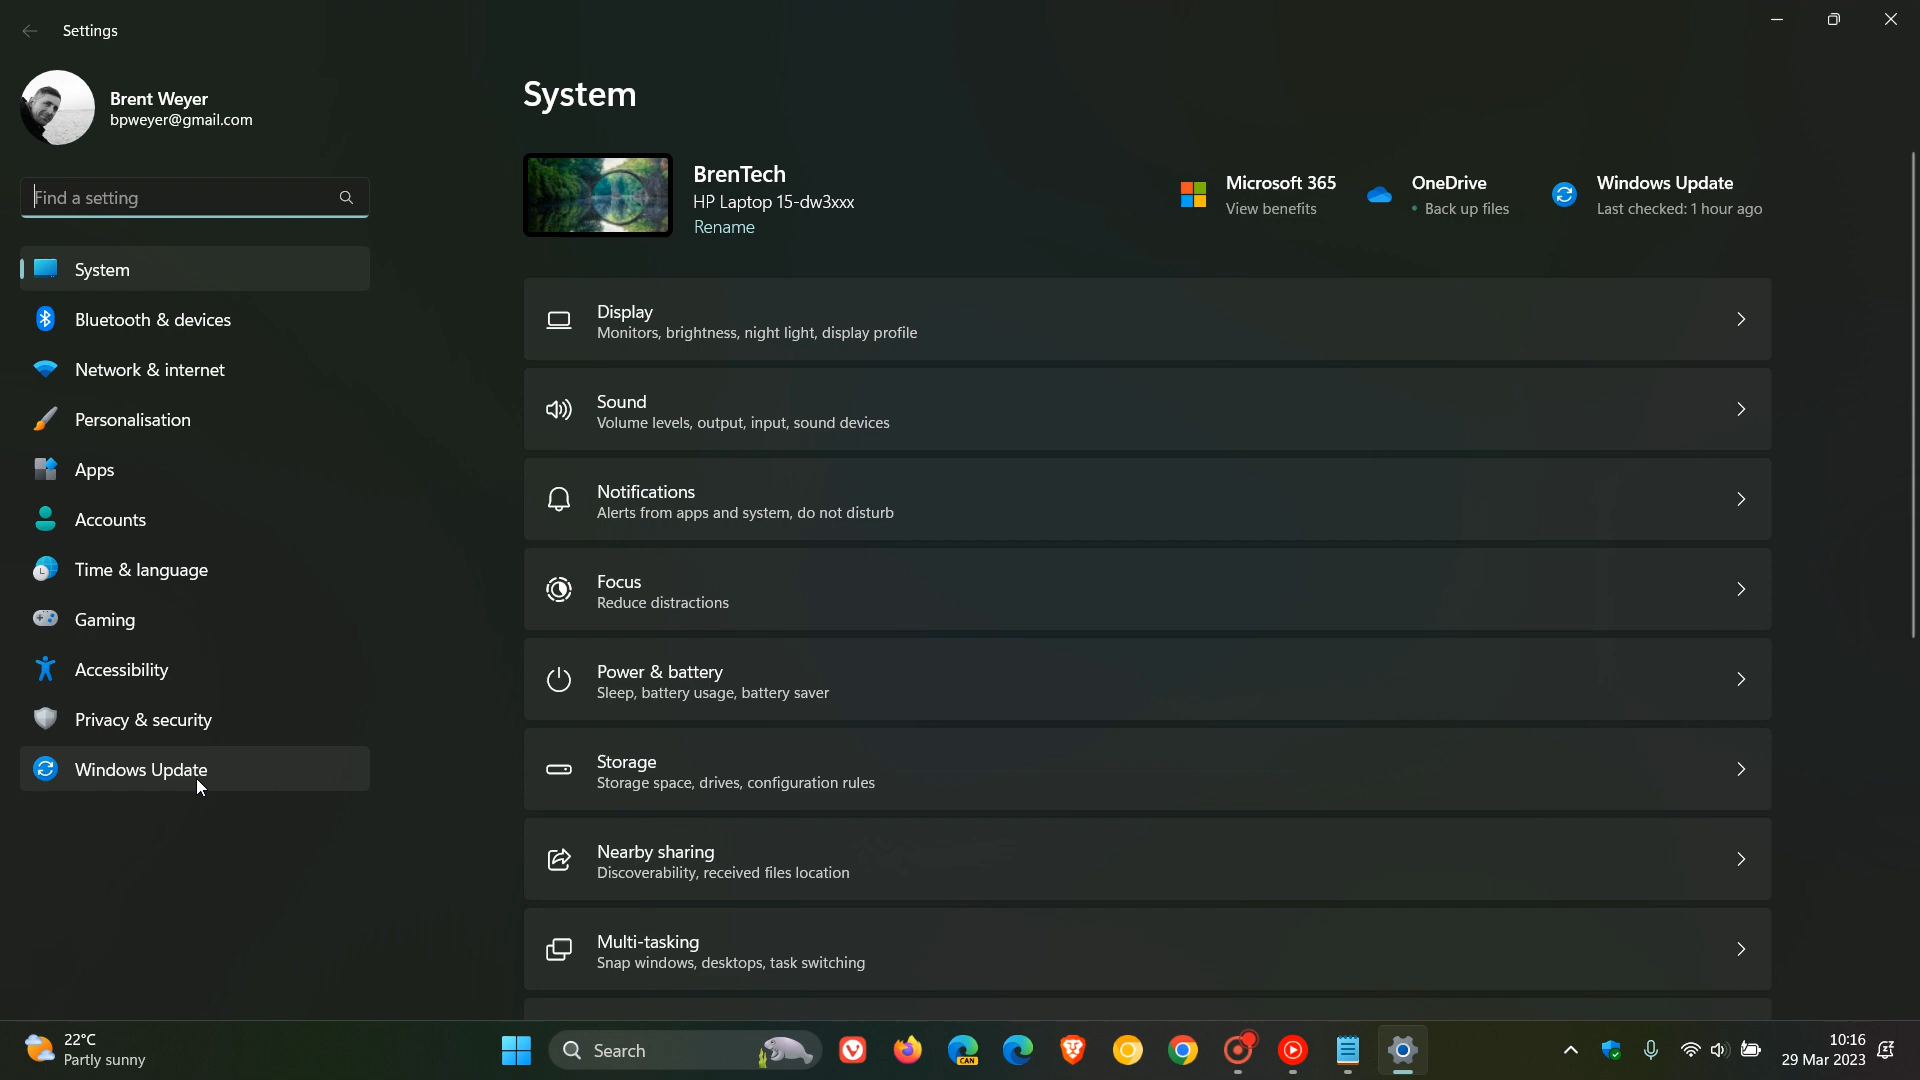 Settings
Brent Weyer
bpweyer@gmail.com
Find a setting
System
Bluetooth & devices
Network & internet
Personalisation
Apps
Accounts
Time & language
Gaming
Accessibility
Privacy & security
Windows Update
System
BrenTech
HP Laptop 15-dw3xxx
Rename
Microsoft 365
View benefits
OneDrive
• Back up files
Windows Update
Last checked: 1 hour ago
Display
Monitors, brightness, night light, display profile
Sound
Volume levels, output, input, sound devices
Notifications
Alerts from apps and system, do not disturb
Focus
Reduce distractions
Power & battery
Sleep, battery usage, battery saver
Storage
Storage space, drives, configuration rules
Nearby sharing
Discoverability, received files location
Multi-tasking
Snap windows, desktops, task switching
22°C
Partly sunny
Search
CAN
10:16
29 Mar 2023